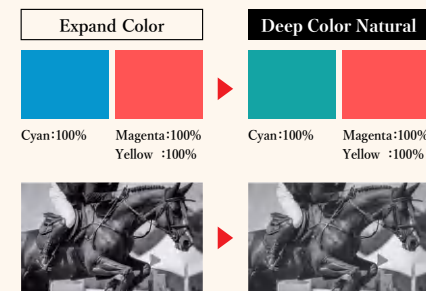 Expand Color
Deep Color Natural
Cyan:100%
Magenta:100%
Yellow :100%
Cyan:100%
Magenta:100%
Yellow :100%